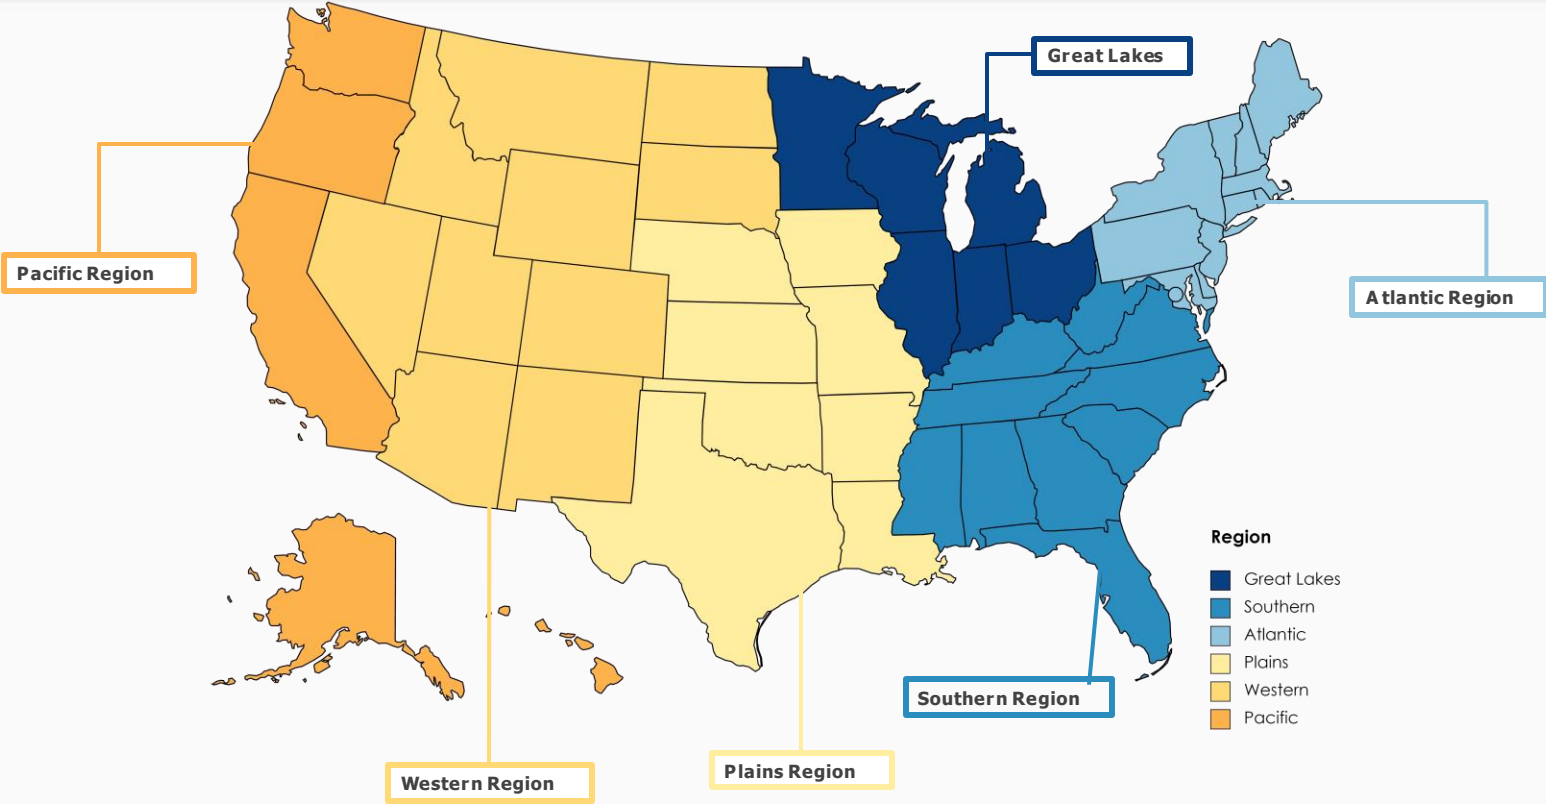 Great Lakes
Pacific Region
Atlantic Region
Region
Great Lakes
Southern
Atlantic
Plains
Western
Pacific
Southern Region
Plains Region
Western Region